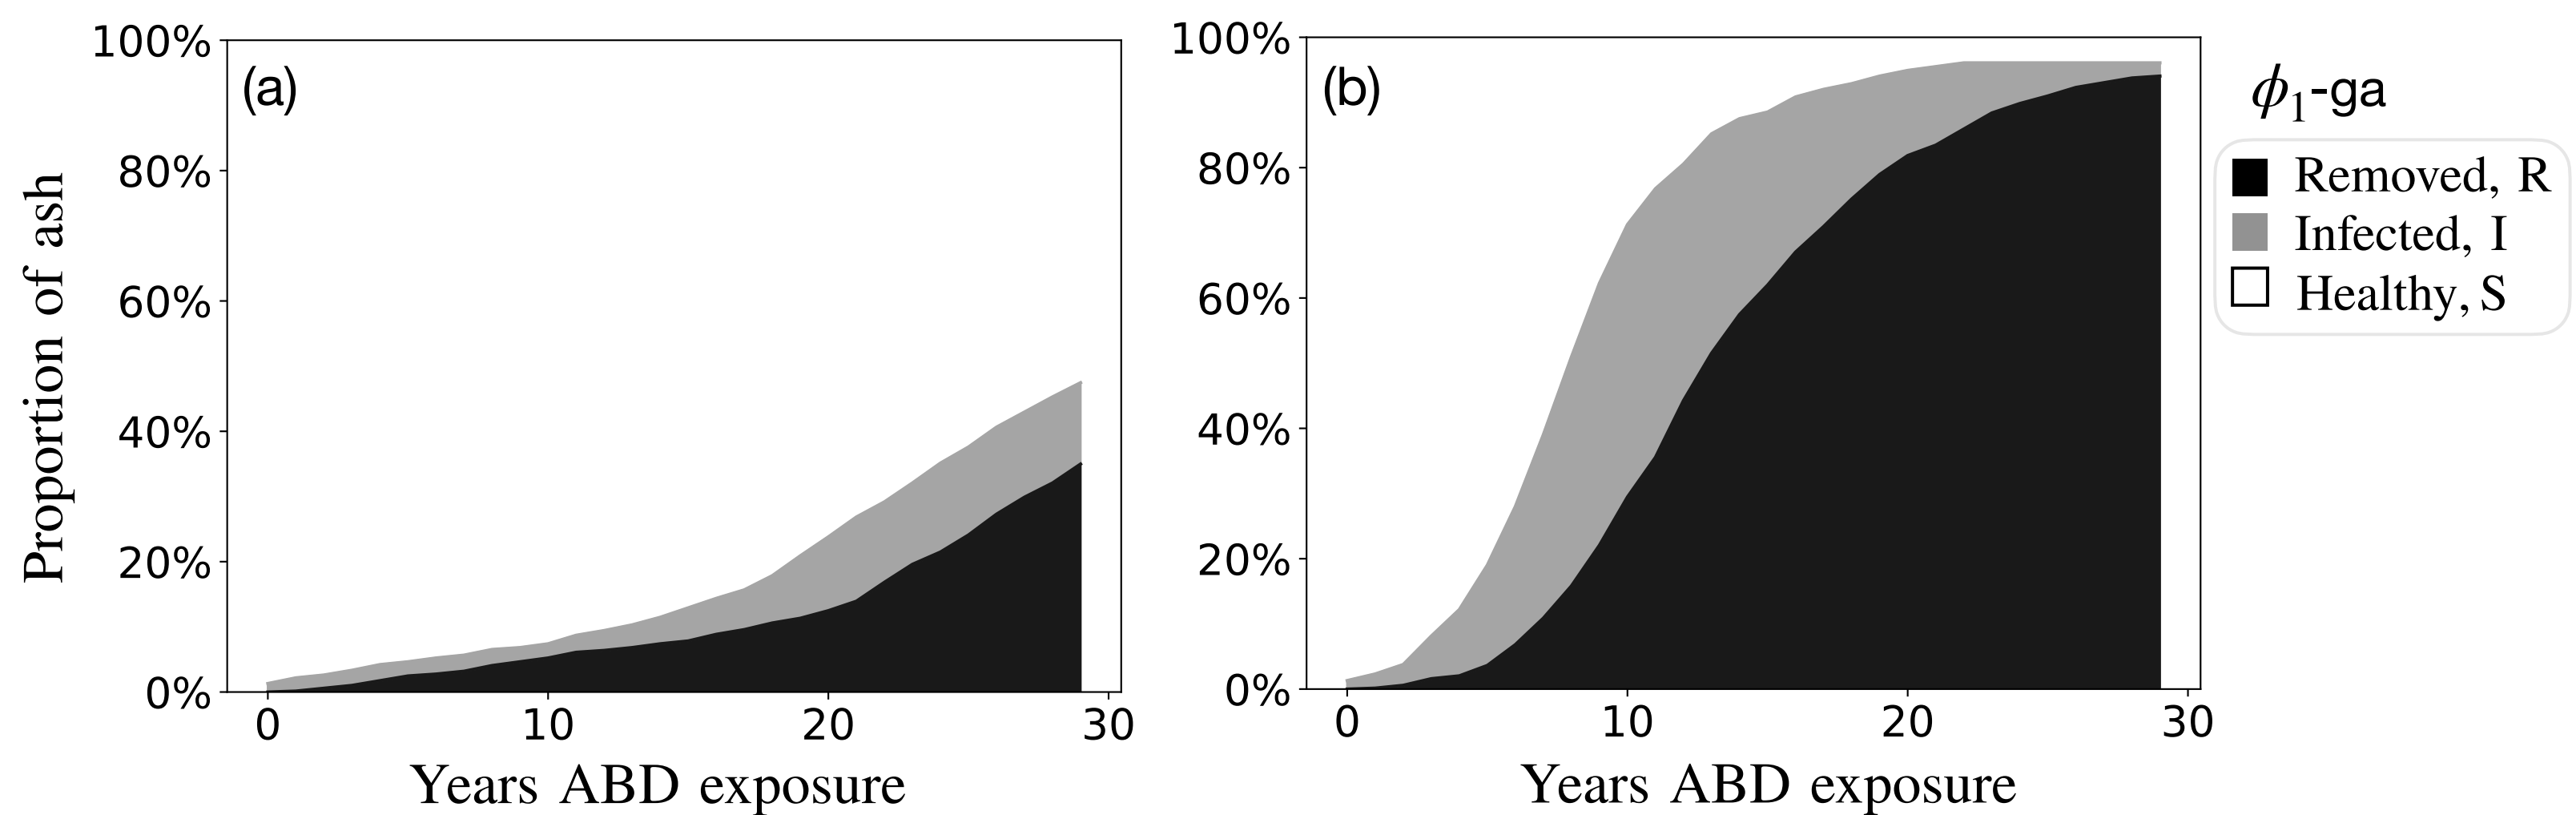 (a)
100%
80%
60%
40%
20%
0%
Proportion of ash
0 10 20 30
Years ABD exposure
(b)
100%
80%
60%
40%
20%
0%
0 10 20 30
Years ABD exposure
ϕ₁-ga
Removed, R
Infected, I
Healthy, S